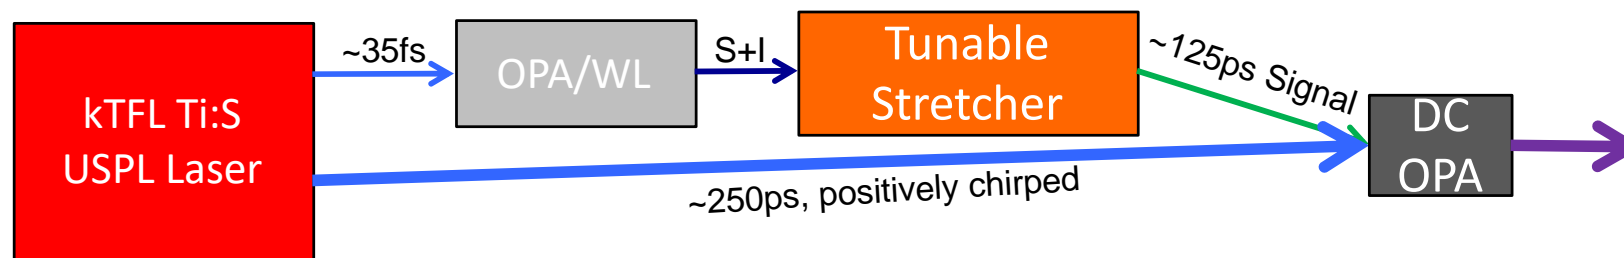 kTFL Ti:S
USPL Laser
~35fs
OPA/WL
S+I
Tunable
Stretcher
~125ps Signal
~250ps, positively chirped
DC
OPA